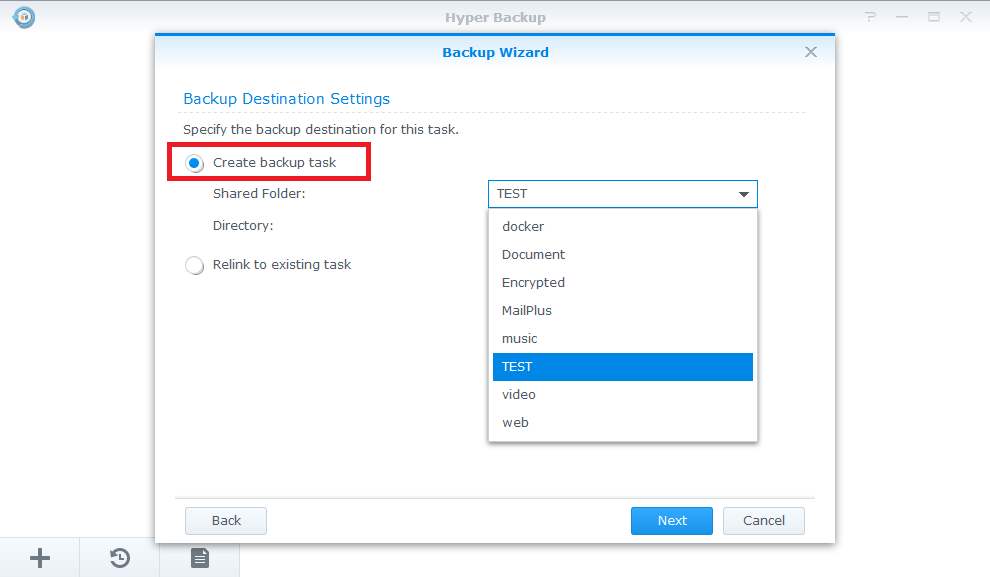 Hyper Backup
Backup Wizard
Backup Destination Settings
Specify the backup destination for this task.
Create backup task
Shared Folder: TEST
docker
Directory:
Document
Relink to existing task
Encrypted
MailPlus
music
TEST
video
web
Back Next Cancel